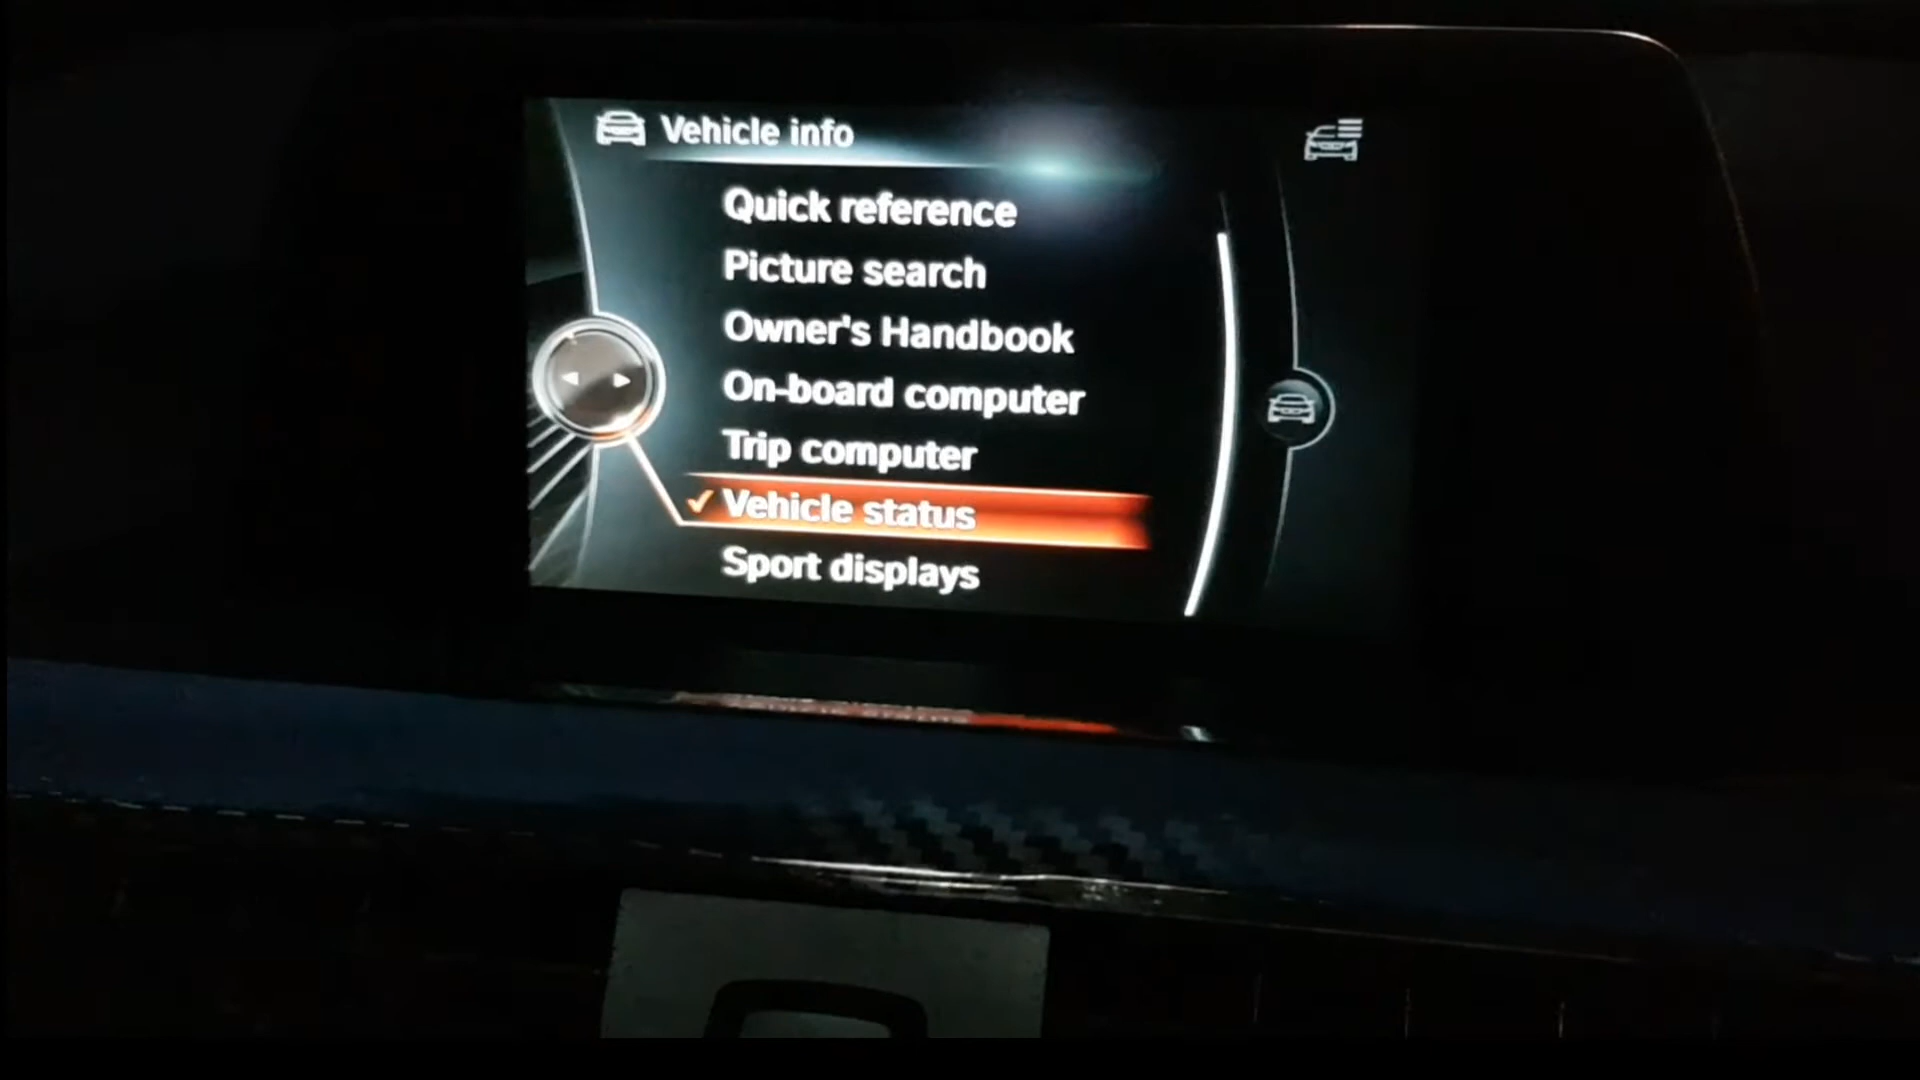 Vehicle info
Quick reference
Picture search
Owner's Handbook
On-board computer
Trip computer
Vehicle status
Sport displays